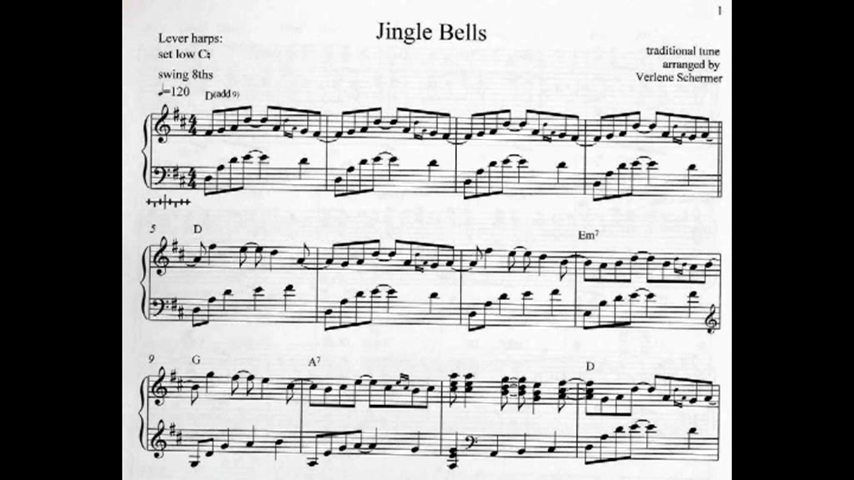 1
Jingle Bells
Lever harps:
set low C♮
swing 8ths
♩=120
traditional tune
arranged by
Verlene Schermer
D(add 9)
5
D
Em7
9
G
A7
D